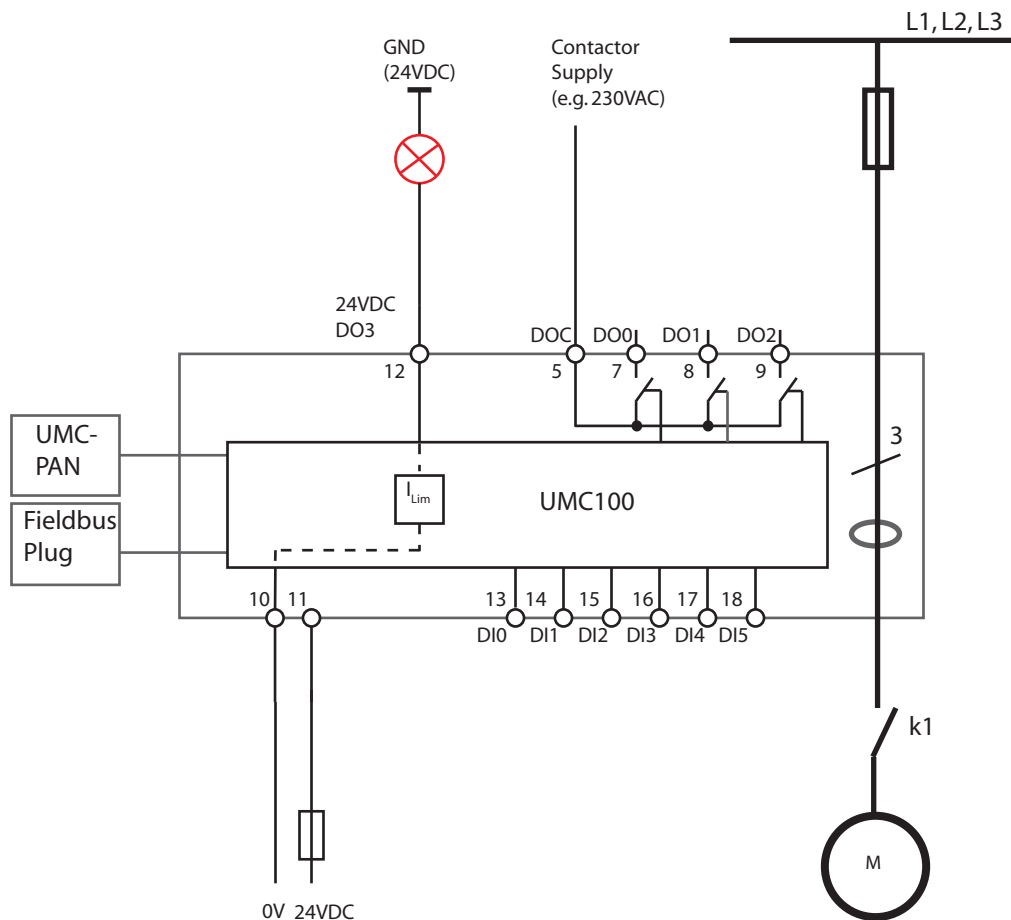 L1, L2, L3
GND
(24VDC)
Contactor
Supply
(e.g. 230VAC)
24VDC
DO3
DOC
DO0
DO1
DO2
12
5
7
8
9
UMC-
PAN
3
ILim
UMC100
Fieldbus
Plug
10
11
13
14
15
16
17
18
DI0
DI1
DI2
DI3
DI4
DI5
k1
M
0V
24VDC